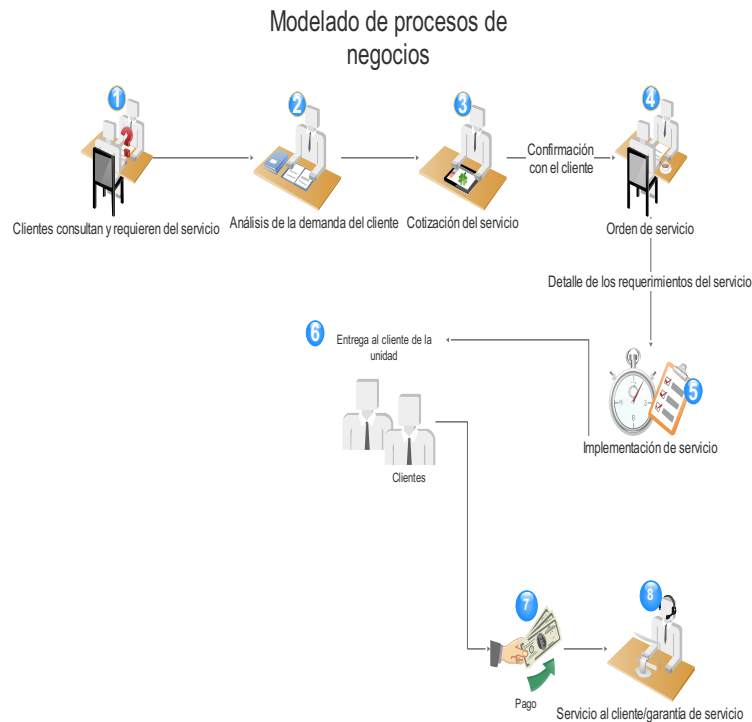 Modelado de procesos de
negocios
1
2
3
4
?
Confirmación
con el cliente
Clientes consultan y requieren del servicio
Análisis de la demanda del cliente
Cotización del servicio
Orden de servicio
Detalle de los requerimientos del servicio
6
Entrega al cliente de la
unidad
5
Implementación de servicio
Clientes
7
8
Pago
Servicio al cliente/garantía de servicio